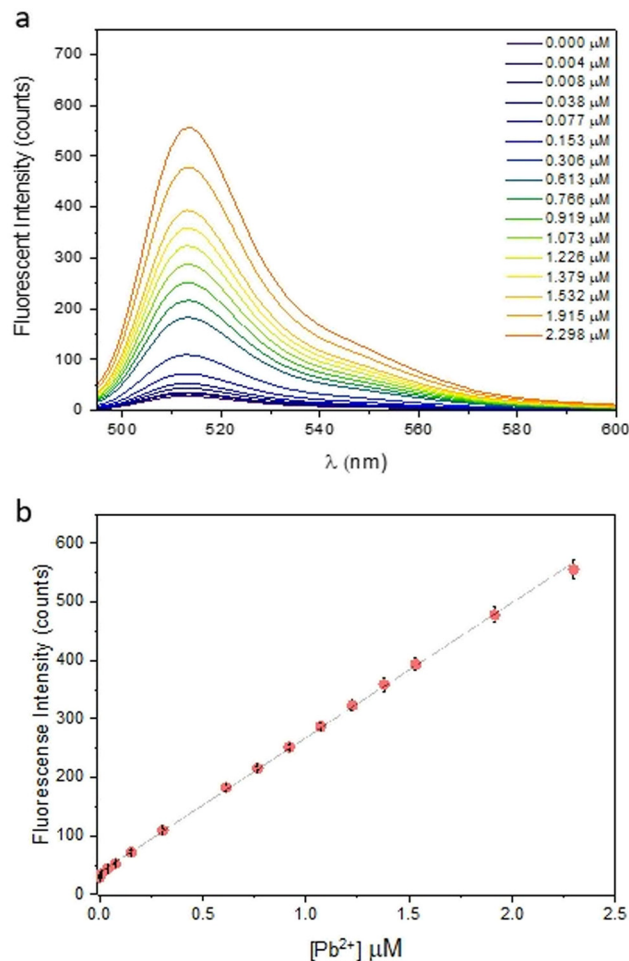 a
700
600
500
400
300
200
100
0
Fluorescent Intensity (counts)
0.000 μM
0.004 μM
0.008 μM
0.038 μM
0.077 μM
0.153 μM
0.306 μM
0.613 μM
0.766 μM
0.919 μM
1.073 μM
1.226 μM
1.379 μM
1.532 μM
1.915 μM
2.298 μM
500 520 540 560 580 600
λ (nm)
b
600
500
400
300
200
100
0
Fluorescense Intensity (counts)
0.0 0.5 1.0 1.5 2.0 2.5
[Pb²⁺] μM